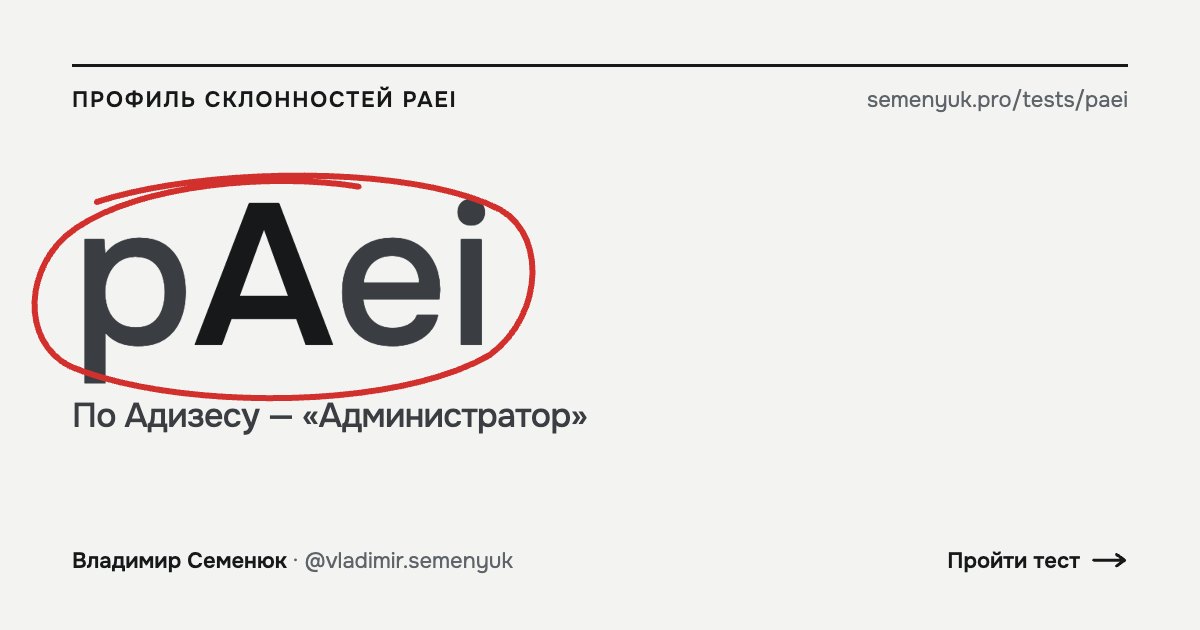 ПРОФИЛЬ СКЛОННОСТЕЙ PAEI
semenyuk.pro/tests/paei
pAei
По Адизесу — «Администратор»
Владимир Семенюк · @vladimir.semenyuk
Пройти тест →